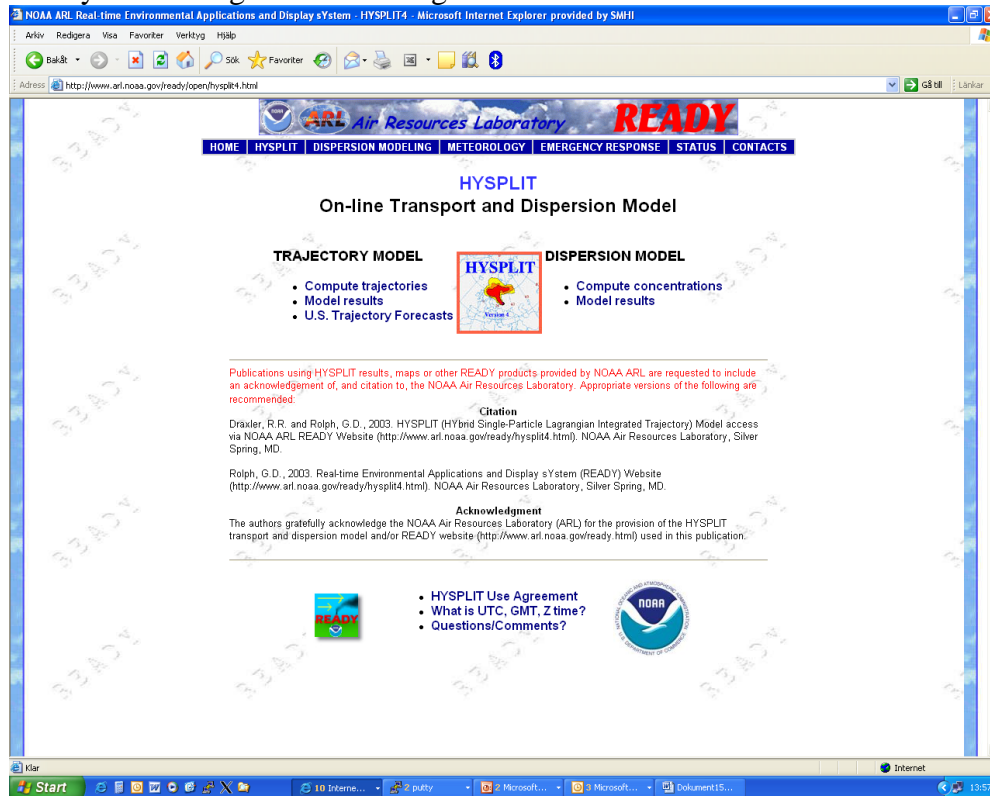 NOAA ARL Real-time Environmental Applications and Display sYstem - HYSPLIT4 - Microsoft Internet Explorer provided by SMHI
Arkiv Redigera Visa Favoriter Verktyg Hjälp
Bakåt Sök Favoriter
Adress http://www.arl.noaa.gov/ready/open/hysplit4.html Gå till Länkar
ARL Air Resources Laboratory READY
HOME HYSPLIT DISPERSION MODELING METEOROLOGY EMERGENCY RESPONSE STATUS CONTACTS
HYSPLIT
On-line Transport and Dispersion Model
TRAJECTORY MODEL
• Compute trajectories
• Model results
• U.S. Trajectory Forecasts
HYSPLIT
Version 4
DISPERSION MODEL
• Compute concentrations
• Model results
Publications using HYSPLIT results, maps or other READY products provided by NOAA ARL are requested to include
an acknowledgement of, and citation to, the NOAA Air Resources Laboratory. Appropriate versions of the following are
recommended:
Citation
Draxler, R.R. and Rolph, G.D., 2003. HYSPLIT (HYbrid Single-Particle Lagrangian Integrated Trajectory) Model access
via NOAA ARL READY Website (http://www.arl.noaa.gov/ready/hysplit4.html). NOAA Air Resources Laboratory, Silver
Spring, MD.
Rolph, G.D., 2003. Real-time Environmental Applications and Display sYstem (READY) Website
(http://www.arl.noaa.gov/ready/hysplit4.html). NOAA Air Resources Laboratory, Silver Spring, MD.
Acknowledgment
The authors gratefully acknowledge the NOAA Air Resources Laboratory (ARL) for the provision of the HYSPLIT
transport and dispersion model and/or READY website (http://www.arl.noaa.gov/ready.html) used in this publication.
READY
• HYSPLIT Use Agreement
• What is UTC, GMT, Z time?
• Questions/Comments?
NATIONAL OCEANIC AND ATMOSPHERIC ADMINISTRATION
NOAA
U.S. DEPARTMENT OF COMMERCE
Klar Internet
Start 10 Interne... 2 putty 2 Microsoft... 3 Microsoft... Dokument15... 13:57